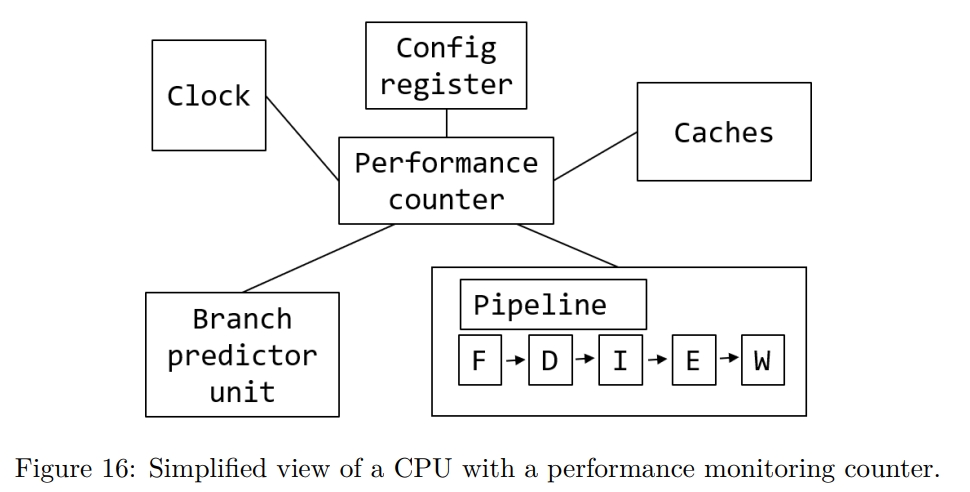 Clock
Config
register
Caches
Performance
counter
Branch
predictor
unit
Pipeline
F D I E W
Figure 16: Simplified view of a CPU with a performance monitoring counter.